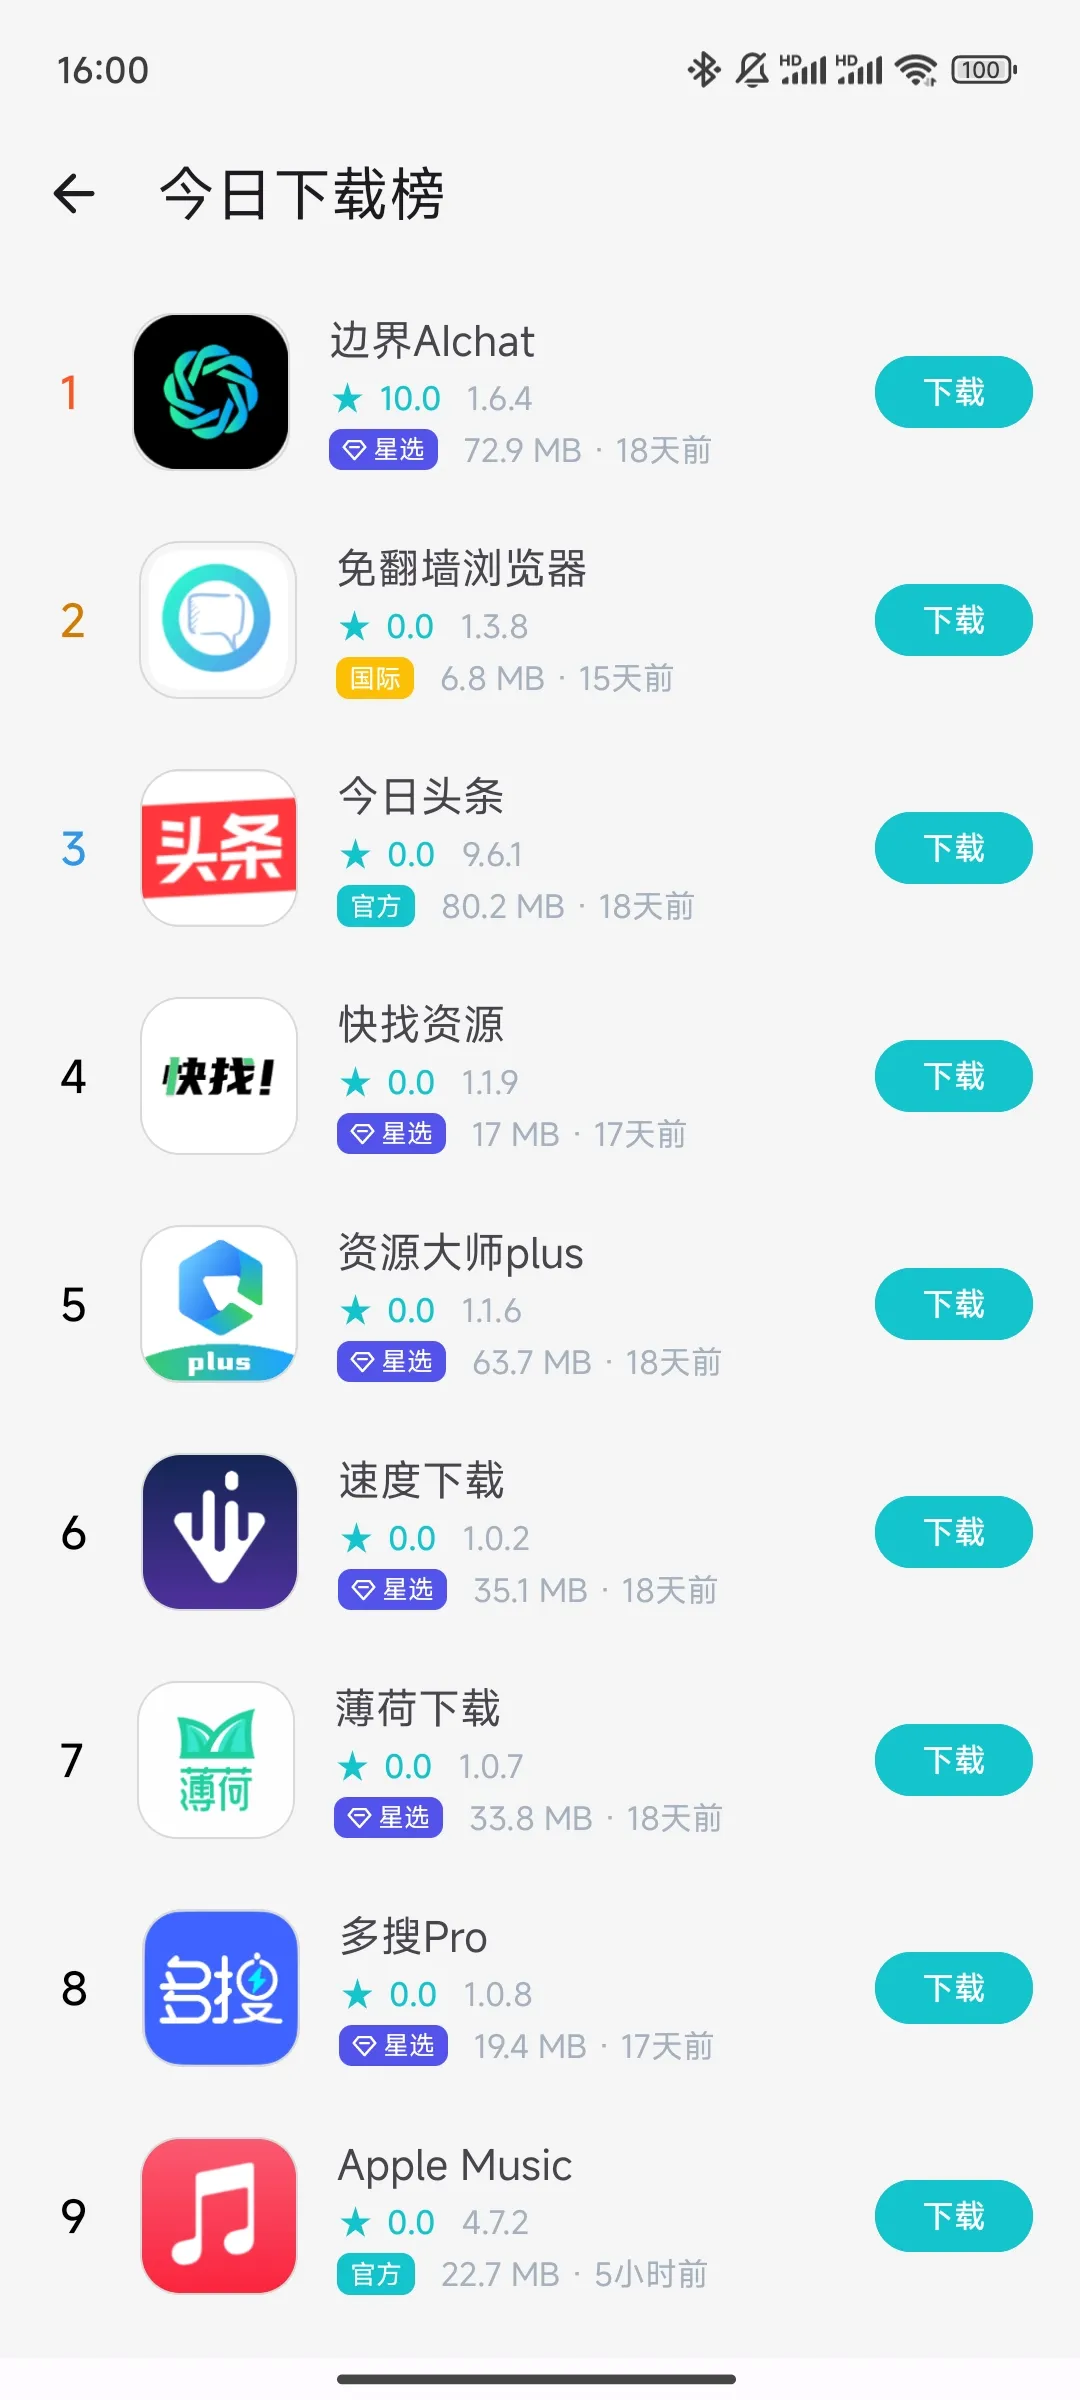 16:00
HD HD 100
今日下载榜
1
边界AIchat
★ 10.0 1.6.4
星选 72.9 MB · 18天前
下载
2
免翻墙浏览器
★ 0.0 1.3.8
国际 6.8 MB · 15天前
下载
3
头条
今日头条
★ 0.0 9.6.1
官方 80.2 MB · 18天前
下载
4
快找!
快找资源
★ 0.0 1.1.9
星选 17 MB · 17天前
下载
5
plus
资源大师plus
★ 0.0 1.1.6
星选 63.7 MB · 18天前
下载
6
速度下载
★ 0.0 1.0.2
星选 35.1 MB · 18天前
下载
7
薄荷
薄荷下载
★ 0.0 1.0.7
星选 33.8 MB · 18天前
下载
8
多搜
多搜Pro
★ 0.0 1.0.8
星选 19.4 MB · 17天前
下载
9
Apple Music
★ 0.0 4.7.2
官方 22.7 MB · 5小时前
下载